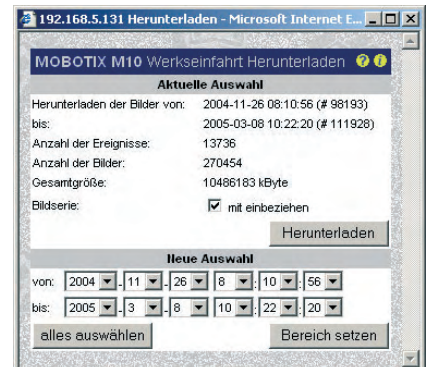 192.168.5.131 Herunterladen - Microsoft Internet E...
MOBOTIX M10 Werkseinfahrt Herunterladen ? i
Aktuelle Auswahl
Herunterladen der Bilder von: 2004-11-26 08:10:56 (# 98193)
bis: 2005-03-08 10:22:20 (# 111928)
Anzahl der Ereignisse: 13736
Anzahl der Bilder: 270454
Gesamtgröße: 10486183 kByte
Bildserie: mit einbeziehen
Herunterladen
Neue Auswahl
von: 2004 - 11 - 26 8 : 10 : 56
bis: 2005 - 3 - 8 10 : 22 : 20
alles auswählen Bereich setzen